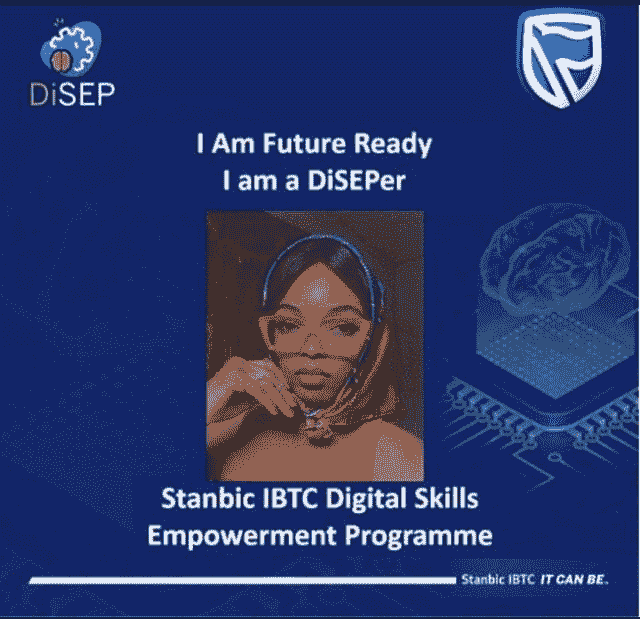 DiSEP
I Am Future Ready
I am a DiSEPer
Stanbic IBTC Digital Skills
Empowerment Programme
Stanbic IBTC IT CAN BE.